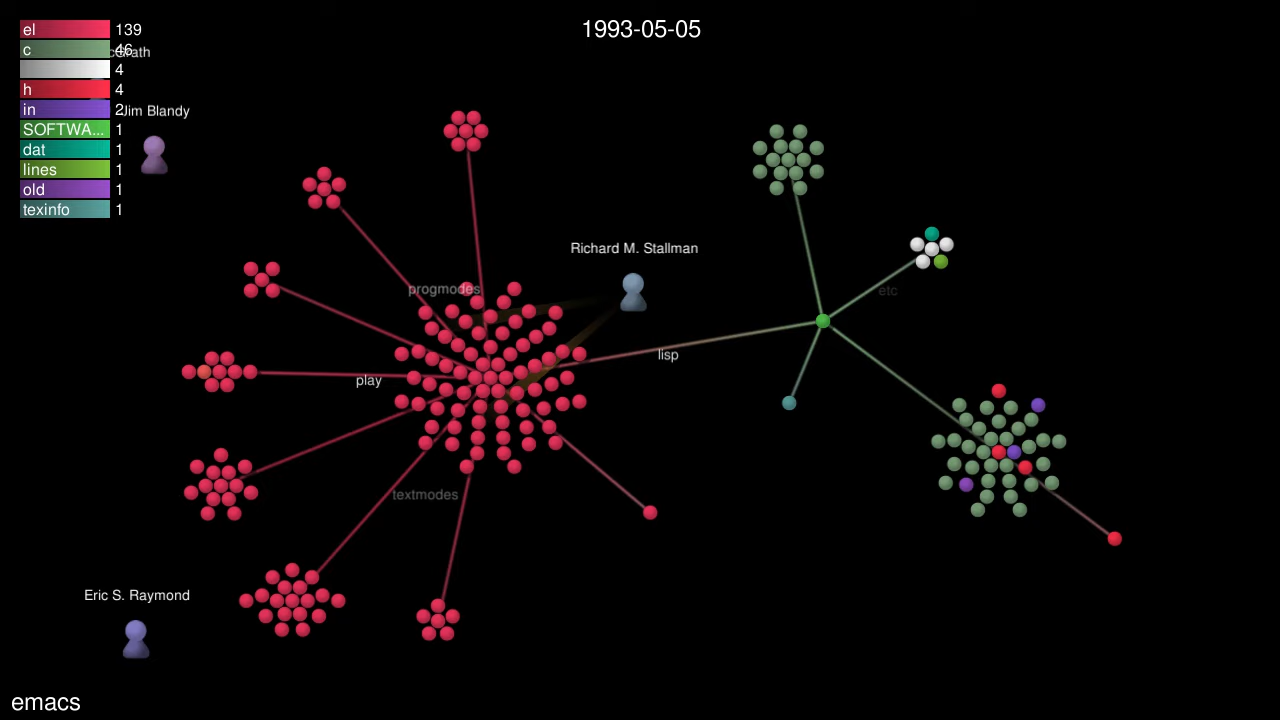 1993-05-05
el 139
c 46
4
h 4
in 2
SOFTWA... 1
dat 1
lines 1
old 1
texinfo 1
Jim Blandy
Richard M. Stallman
progmodes
etc
lisp
play
textmodes
Eric S. Raymond
emacs